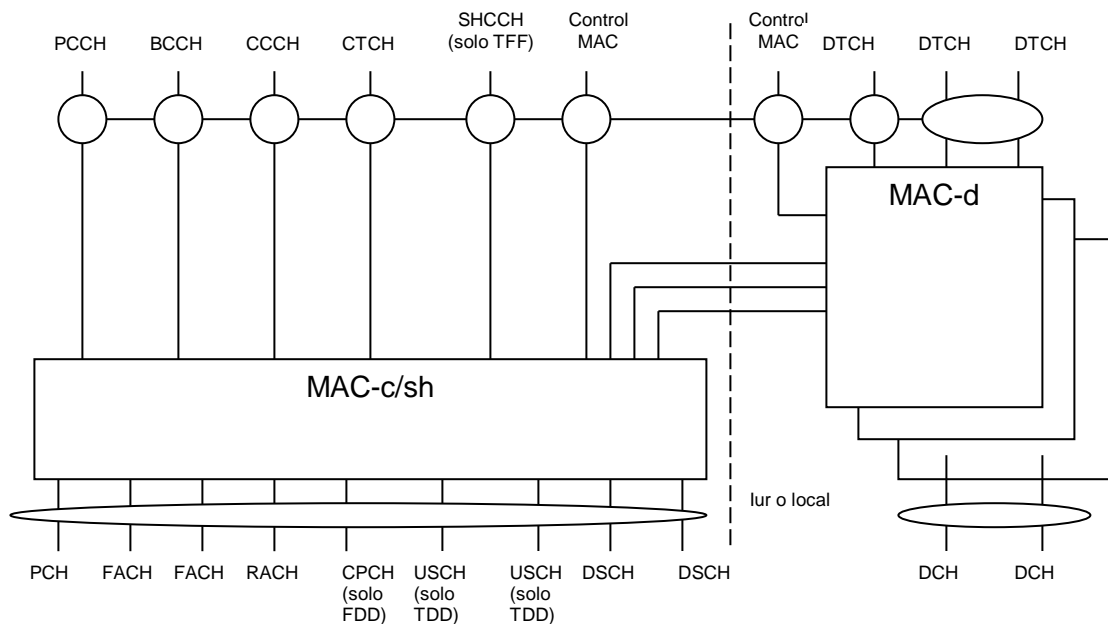 PCCH BCCH CCCH CTCH SHCCH
(solo TFF) Control
MAC Control
MAC DTCH DTCH DTCH
MAC-d
MAC-c/sh
Iur o local
PCH FACH FACH RACH CPCH
(solo
FDD) USCH
(solo
TDD) USCH
(solo
TDD) DSCH DSCH DCH DCH